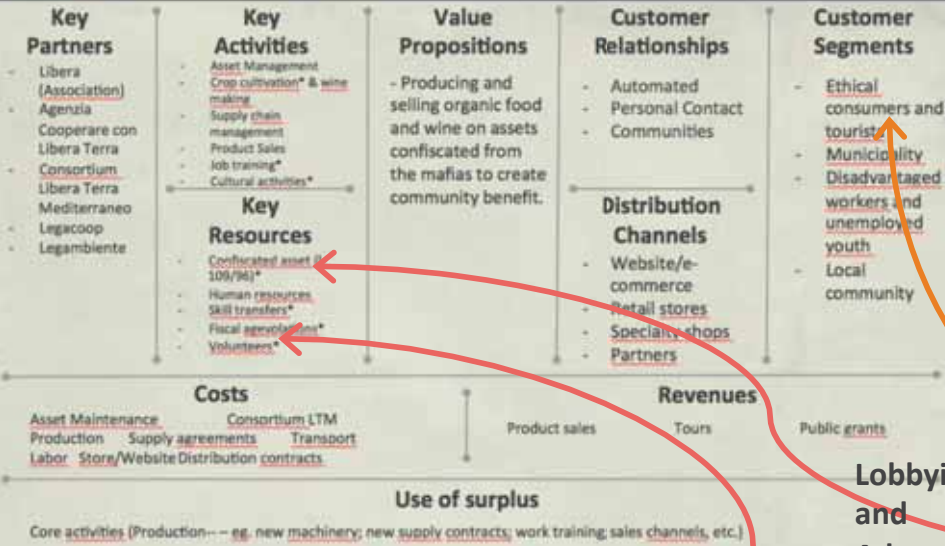 Key
Partners
- Libera
(Association)
- Agenzia
Cooperare con
Libera Terra
- Consortium
Libera Terra
Mediterraneo
- Legacoop
- Legambiente
Key
Activities
- Asset Management
- Crop cultivation* & wine
making
- Supply chain
management
- Product Sales
- Job training*
- Cultural activities*
Key
Resources
- Confiscated asset
109/96)*
- Human resources
- Skill transfers*
- Fiscal agevolations*
- Volunteers*
Value
Propositions
- Producing and
selling organic food
and wine on assets
confiscated from
the mafias to create
community benefit.
Customer
Relationships
- Automated
- Personal Contact
- Communities
Distribution
Channels
- Website/e-
commerce
- Retail stores
- Specialty shops
- Partners
Customer
Segments
- Ethical
consumers and
tourists
- Municipality
- Disadvantaged
workers and
unemployed
youth
- Local
community
Costs
Asset Maintenance Consortium LTM
Production Supply agreements Transport
Labor Store/Website Distribution contracts
Revenues
Product sales Tours Public grants
Use of surplus
Core activities (Production-- – eg. new machinery; new supply contracts; work training; sales channels, etc.)
Lobbyi
and